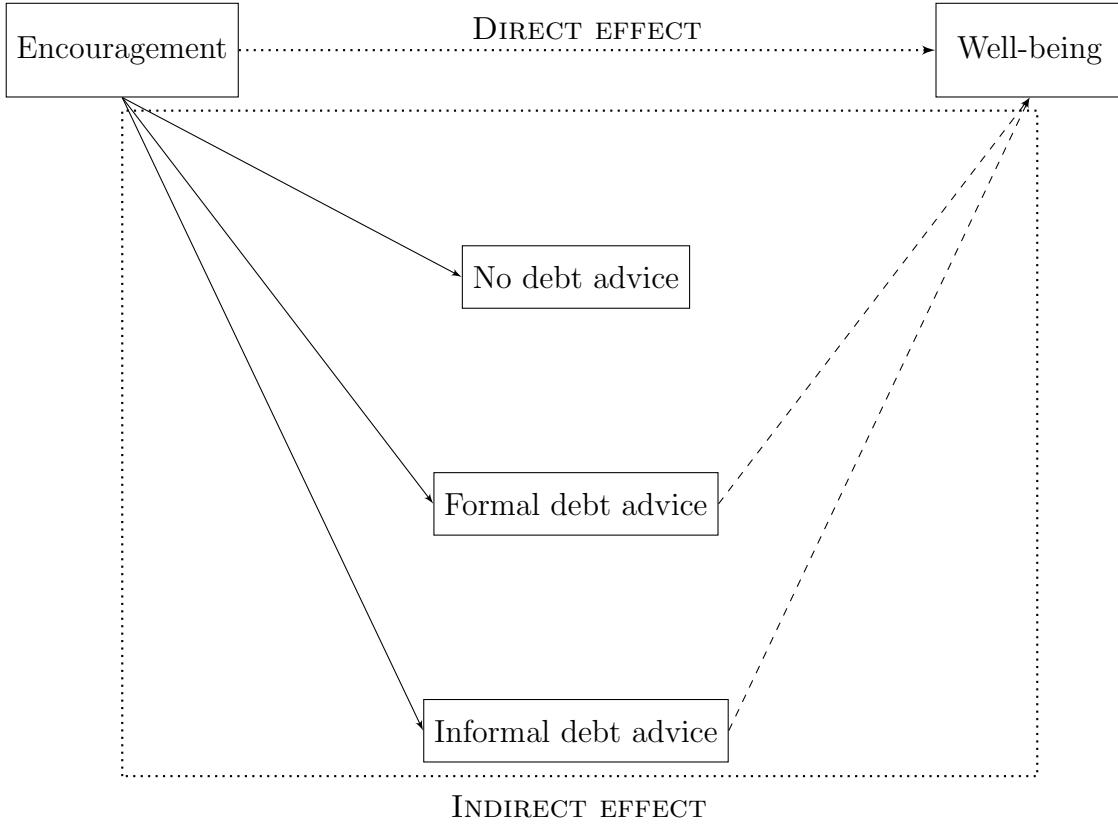 DIRECT EFFECT
Encouragement
Well-being
No debt advice
Formal debt advice
Informal debt advice
INDIRECT EFFECT